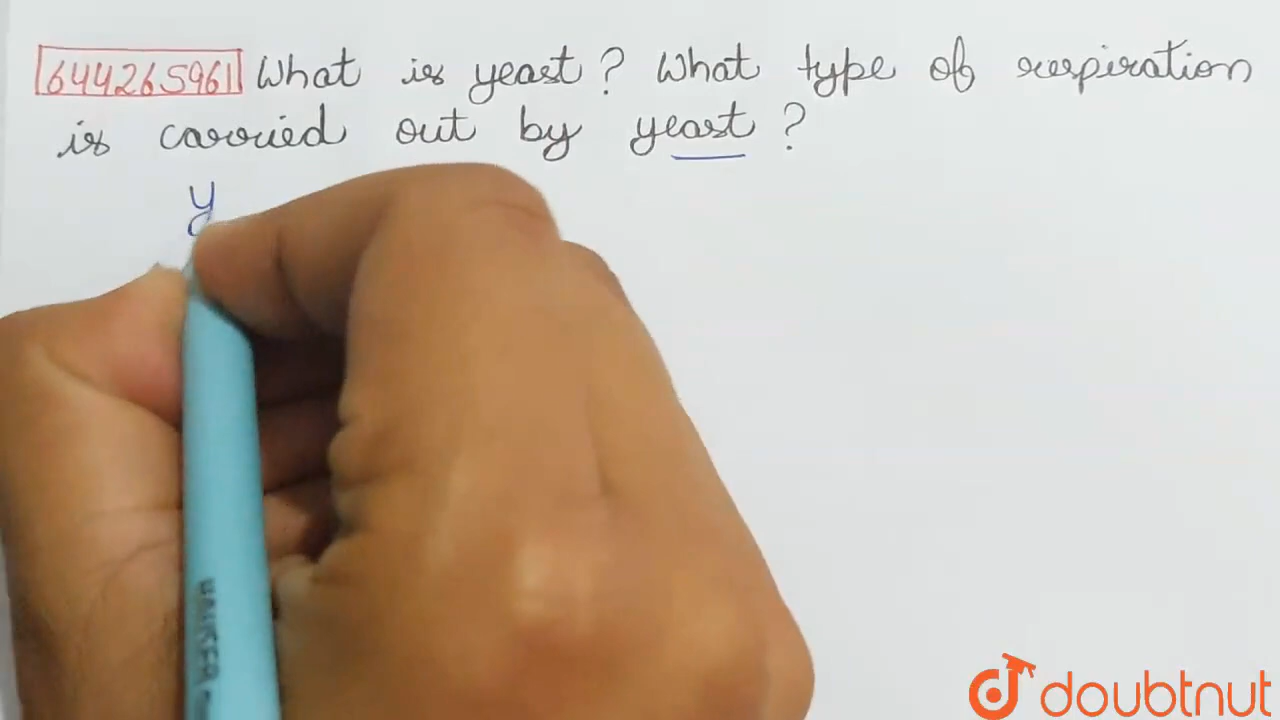 644265961 What is yeast? What type of respiration
is carried out by yeast?
y
doubtnut